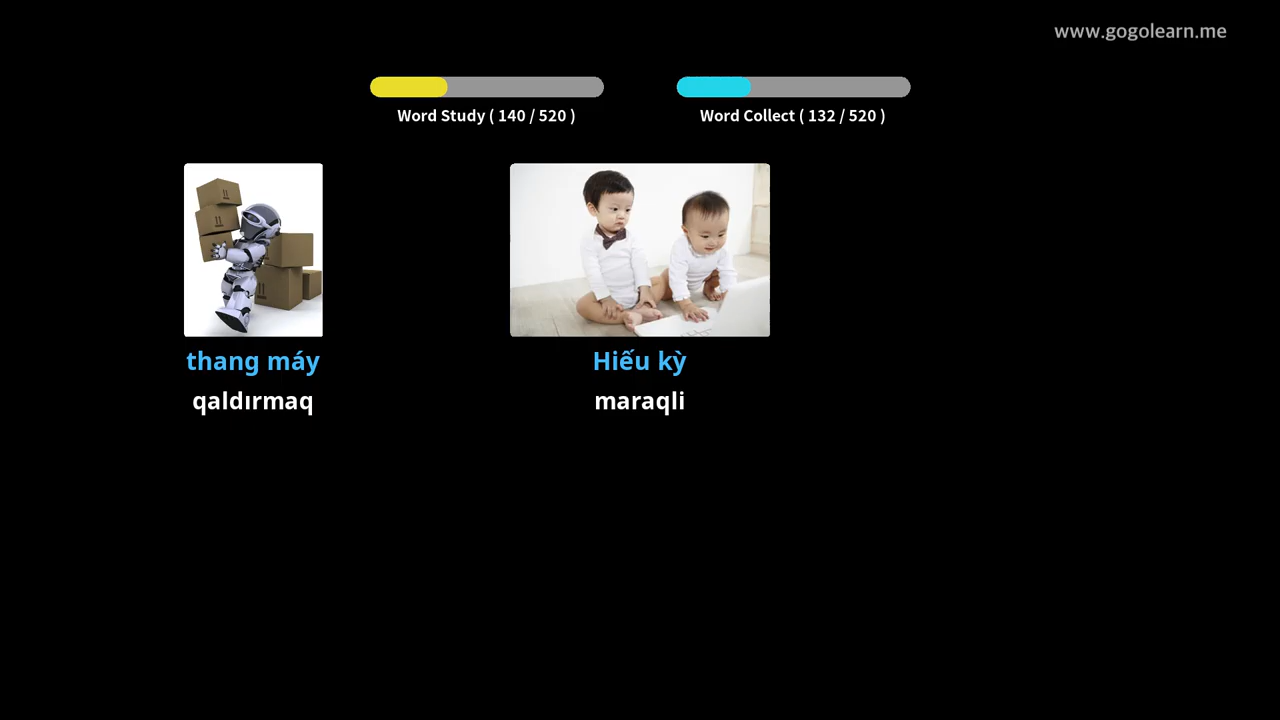 www.gogolearn.me
Word Study ( 140 / 520 )
Word Collect ( 132 / 520 )
thang máy
Hiếu kỳ
qaldırmaq
maraqli